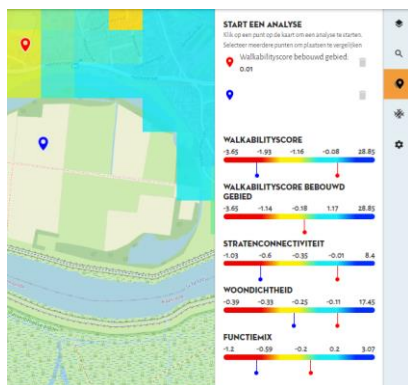 START EEN ANALYSE
Klik op een punt op de kaart om een analyse te starten.
Selecteer meerdere punten om plaatsen te vergelijken
Walkabilityscore bebouwd gebied:
0.01
WALKABILITYSCORE
-3.65 -1.93 -1.16 -0.08 28.85
WALKABILITYSCORE BEBOUWD
GEBIED
-3.65 -1.14 -0.18 1.17 28.85
STRATENCONNECTIVITEIT
-1.03 -0.6 -0.35 -0.01 8.4
WOONDICHTHEID
-0.39 -0.33 -0.25 -0.11 17.45
FUNCTIEMIX
-1.2 -0.59 -0.2 0.2 3.07